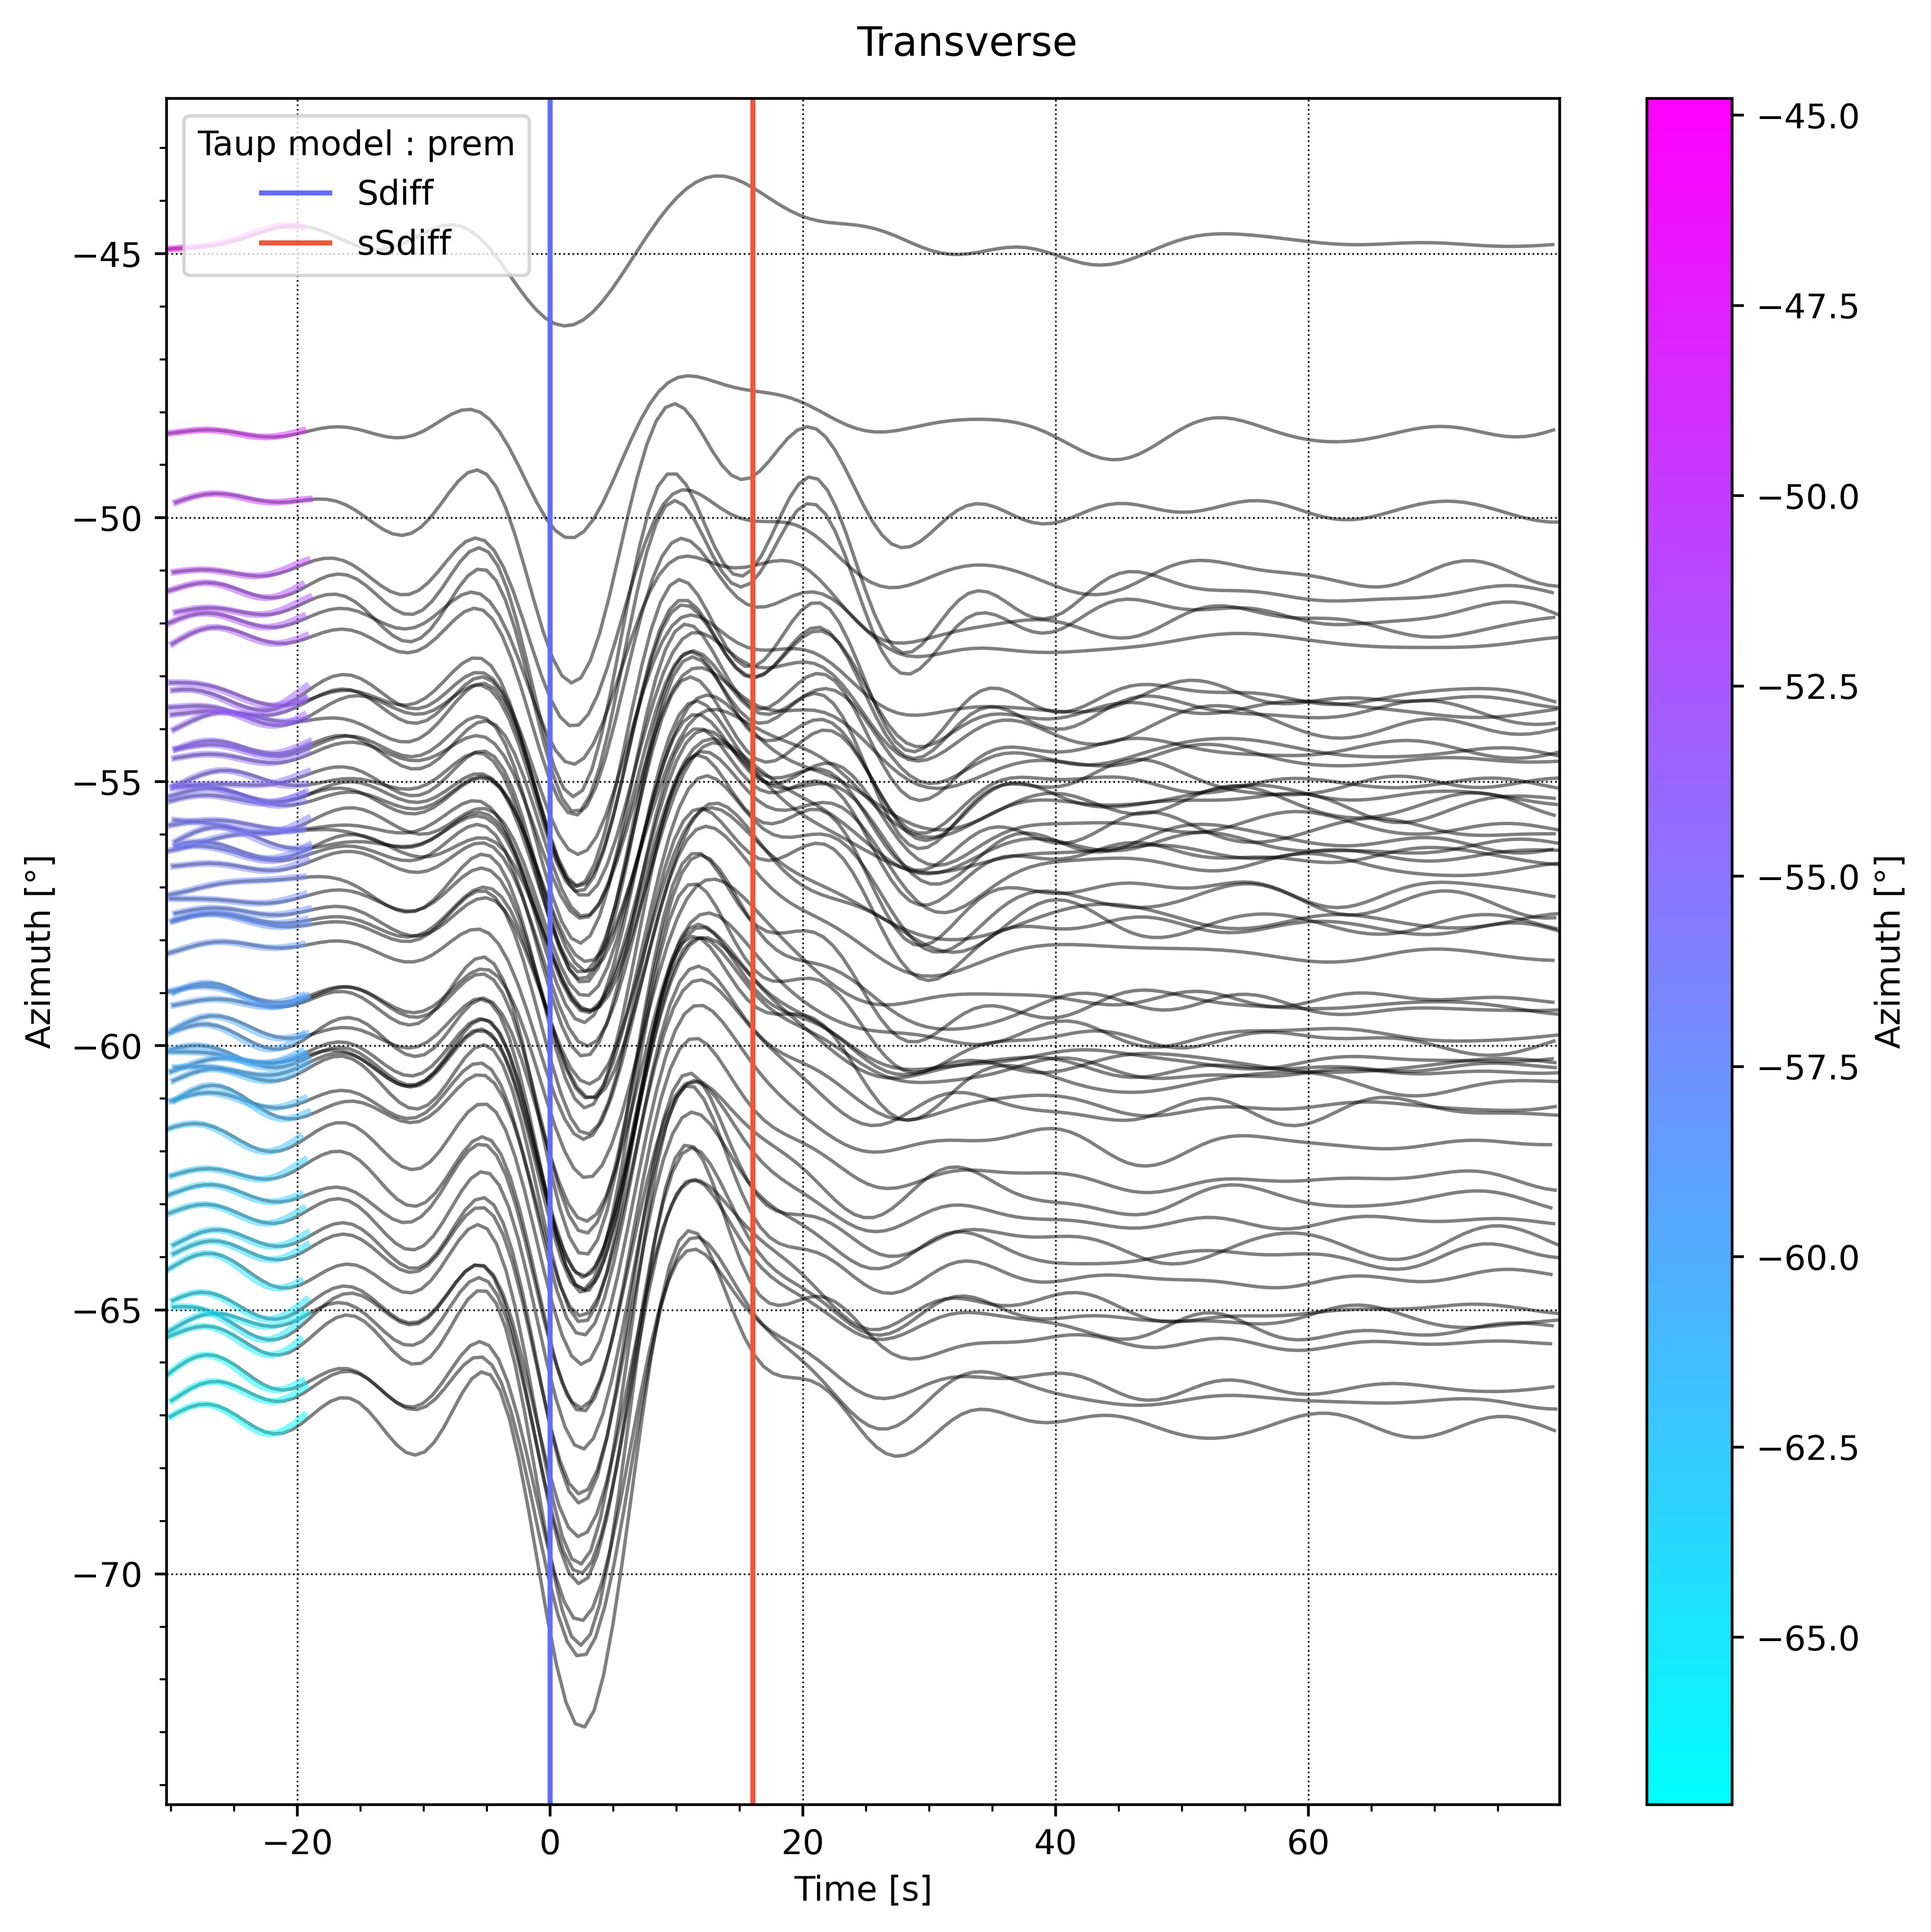 Transverse
Taup model : prem
Sdiff
sSdiff
−45
−50
−55
−60
−65
−70
Azimuth [°]
−20
0
20
40
60
Time [s]
−45.0
−47.5
−50.0
−52.5
−55.0
−57.5
−60.0
−62.5
−65.0
Azimuth [°]